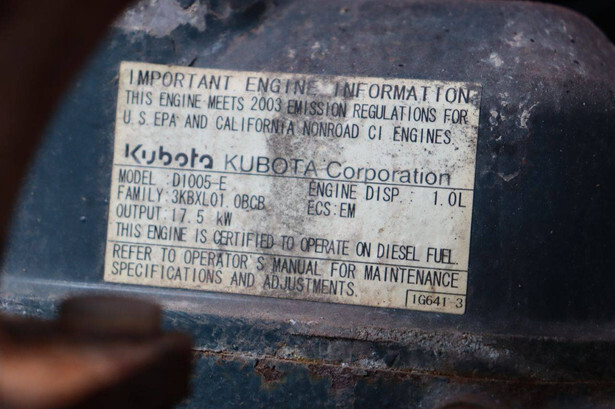 IMPORTANT ENGINE INFORMATION
THIS ENGINE MEETS 2003 EMISSION REGULATIONS FOR
U.S. EPA AND CALIFORNIA NONROAD CI ENGINES.
Kubota KUBOTA Corporation
MODEL :D1005-E ENGINE DISP 1.0L
FAMILY:3KBXL01.0BCB ECS:EM
OUTPUT:17.5 kW
THIS ENGINE IS CERTIFIED TO OPERATE ON DIESEL FUEL.
REFER TO OPERATOR'S MANUAL FOR MAINTENANCE
SPECIFICATIONS AND ADJUSTMENTS.
1G641-3